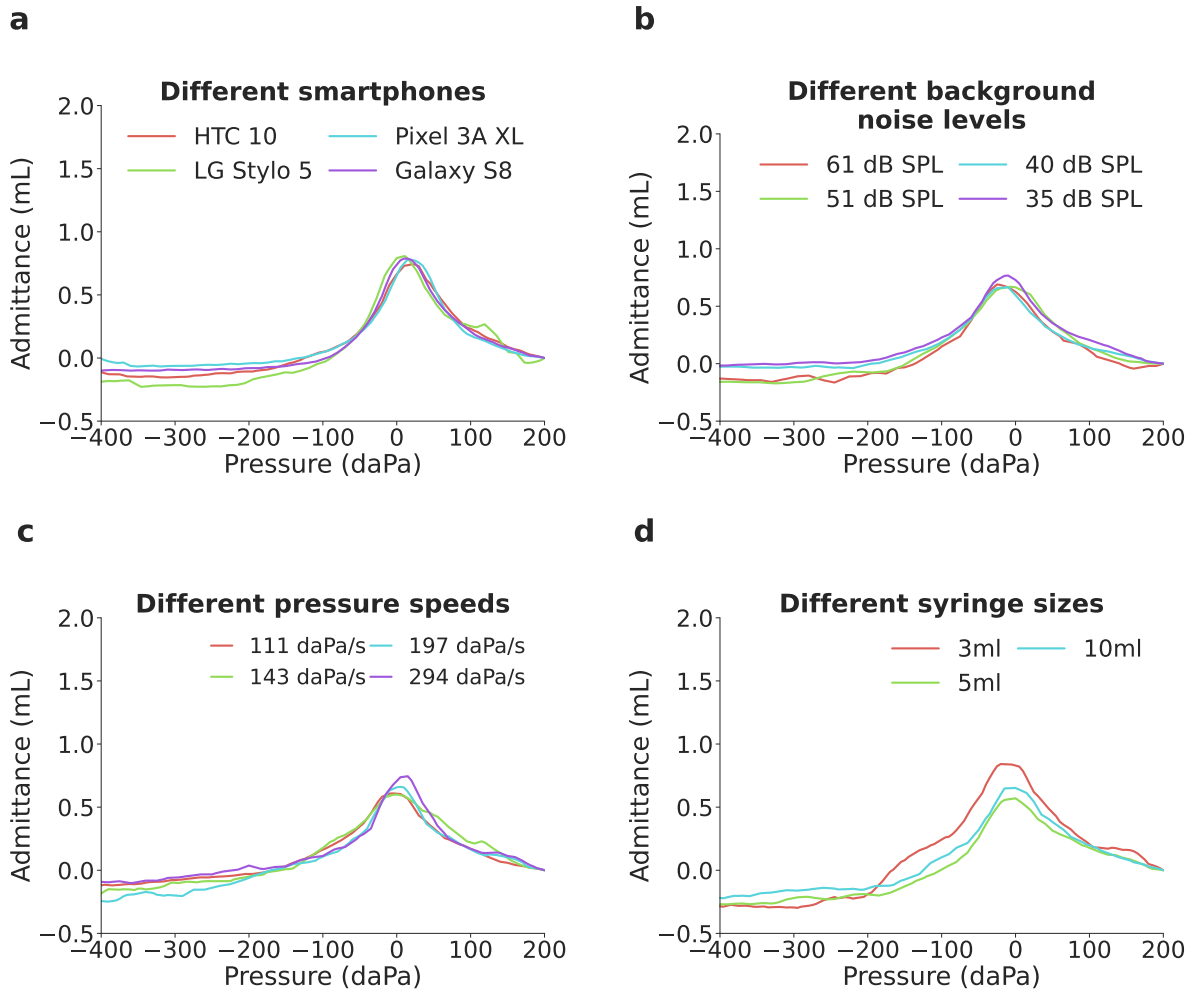 a
Different smartphones
HTC 10
Pixel 3A XL
LG Stylo 5
Galaxy S8
2.0
1.5
1.0
0.5
0.0
−0.5
Admittance (mL)
−400 −300 −200 −100 0 100 200
Pressure (daPa)
b
Different background
noise levels
61 dB SPL
40 dB SPL
51 dB SPL
35 dB SPL
2.0
1.5
1.0
0.5
0.0
−0.5
Admittance (mL)
−400 −300 −200 −100 0 100 200
Pressure (daPa)
c
Different pressure speeds
111 daPa/s
197 daPa/s
143 daPa/s
294 daPa/s
2.0
1.5
1.0
0.5
0.0
−0.5
Admittance (mL)
−400 −300 −200 −100 0 100 200
Pressure (daPa)
d
Different syringe sizes
3ml
10ml
5ml
2.0
1.5
1.0
0.5
0.0
−0.5
Admittance (mL)
−400 −300 −200 −100 0 100 200
Pressure (daPa)